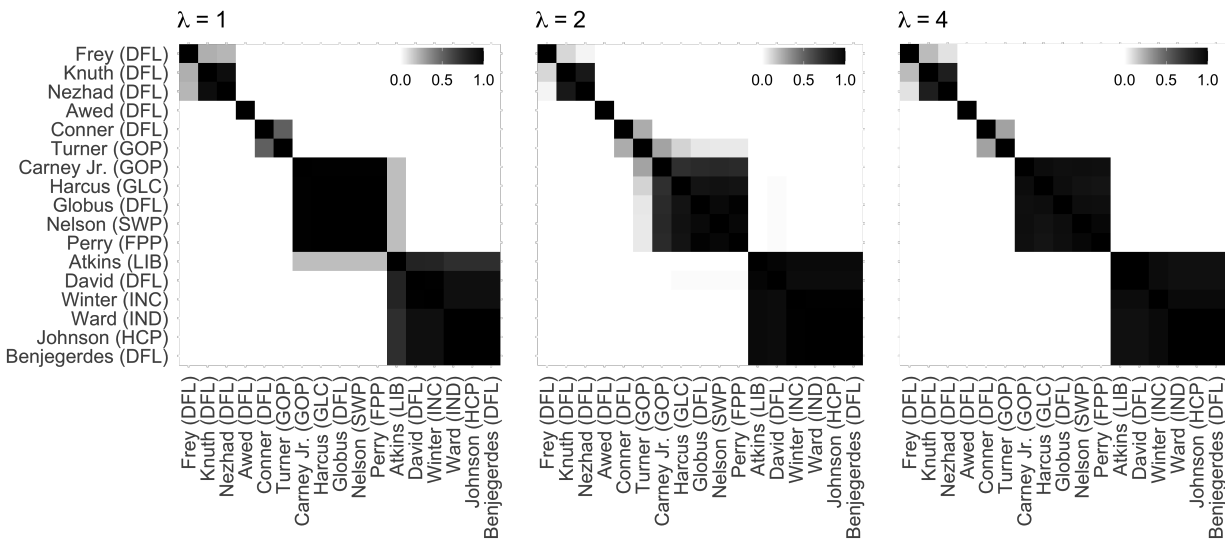 λ = 1
λ = 2
λ = 4
0.0 0.5 1.0
0.0 0.5 1.0
0.0 0.5 1.0
Frey (DFL)
Knuth (DFL)
Nezhad (DFL)
Awed (DFL)
Conner (DFL)
Turner (GOP)
Carney Jr. (GOP)
Harcus (GLC)
Globus (DFL)
Nelson (SWP)
Perry (FPP)
Atkins (LIB)
David (DFL)
Winter (INC)
Ward (IND)
Johnson (HCP)
Benjegerdes (DFL)
Frey (DFL)
Knuth (DFL)
Nezhad (DFL)
Awed (DFL)
Conner (DFL)
Turner (GOP)
Carney Jr. (GOP)
Harcus (GLC)
Globus (DFL)
Nelson (SWP)
Perry (FPP)
Atkins (LIB)
David (DFL)
Winter (INC)
Ward (IND)
Johnson (HCP)
Benjegerdes (DFL)
Frey (DFL)
Knuth (DFL)
Nezhad (DFL)
Awed (DFL)
Conner (DFL)
Turner (GOP)
Carney Jr. (GOP)
Harcus (GLC)
Globus (DFL)
Nelson (SWP)
Perry (FPP)
Atkins (LIB)
David (DFL)
Winter (INC)
Ward (IND)
Johnson (HCP)
Benjegerdes (DFL)
Frey (DFL)
Knuth (DFL)
Nezhad (DFL)
Awed (DFL)
Conner (DFL)
Turner (GOP)
Carney Jr. (GOP)
Harcus (GLC)
Globus (DFL)
Nelson (SWP)
Perry (FPP)
Atkins (LIB)
David (DFL)
Winter (INC)
Ward (IND)
Johnson (HCP)
Benjegerdes (DFL)